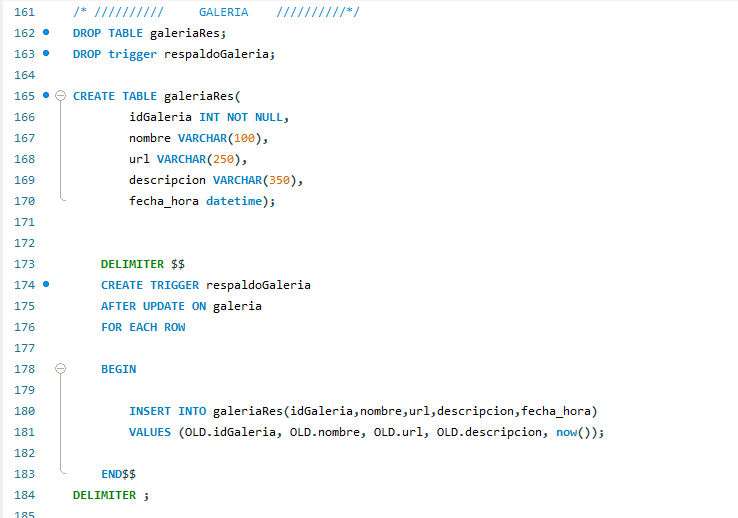 161 /* //////////     GALERIA    //////////*/
162 DROP TABLE galeriaRes;
163 DROP trigger respaldoGaleria;
164
165 CREATE TABLE galeriaRes(
166         idGaleria INT NOT NULL,
167         nombre VARCHAR(100),
168         url VARCHAR(250),
169         descripcion VARCHAR(350),
170         fecha_hora datetime);
171
172
173     DELIMITER $$
174     CREATE TRIGGER respaldoGaleria
175     AFTER UPDATE ON galeria
176     FOR EACH ROW
177
178     BEGIN
179
180         INSERT INTO galeriaRes(idGaleria,nombre,url,descripcion,fecha_hora)
181         VALUES (OLD.idGaleria, OLD.nombre, OLD.url, OLD.descripcion, now());
182
183     END$$
184 DELIMITER ;
185